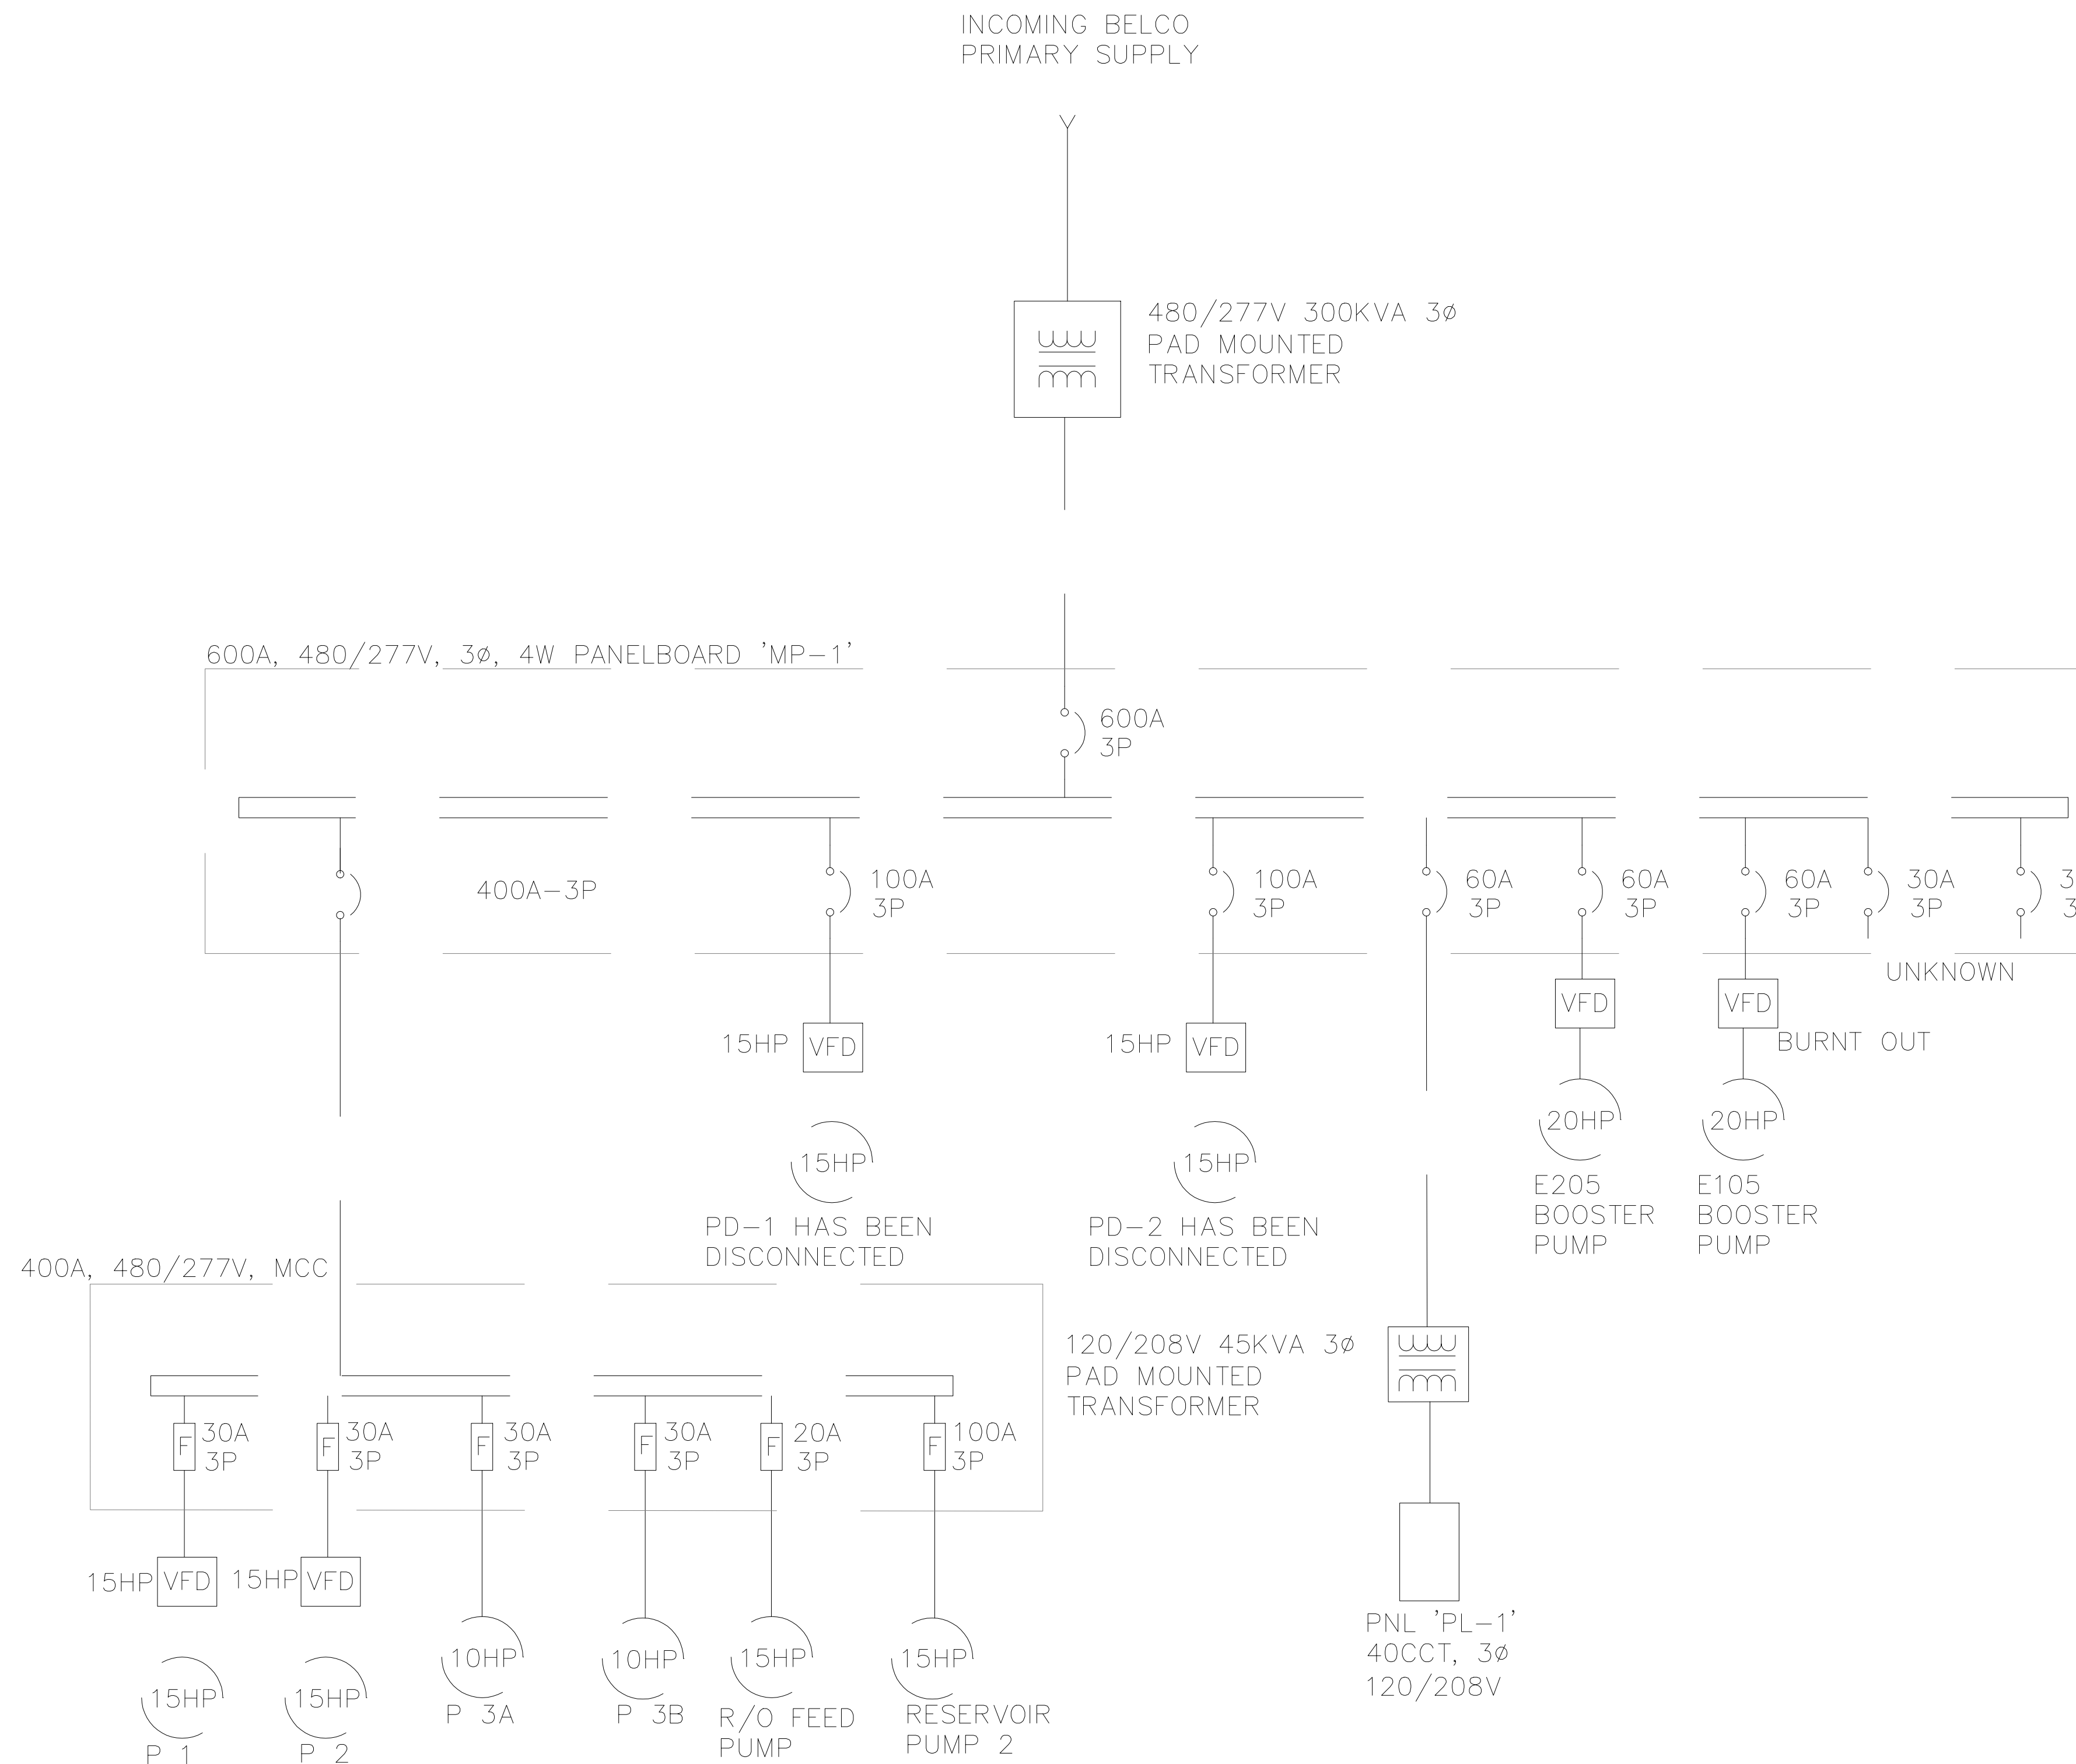 INCOMING BELCO
PRIMARY SUPPLY
480/277V 300KVA 3ø
PAD MOUNTED
TRANSFORMER
600A, 480/277V, 3ø, 4W PANELBOARD 'MP-1'
600A
3P
400A-3P
100A
3P
100A
3P
60A
3P
60A
3P
60A
3P
30A
3P
3
3
UNKNOWN
15HP
VFD
15HP
VFD
VFD
VFD
BURNT OUT
15HP
15HP
20HP
20HP
PD-1 HAS BEEN
DISCONNECTED
PD-2 HAS BEEN
DISCONNECTED
E205
BOOSTER
PUMP
E105
BOOSTER
PUMP
400A, 480/277V, MCC
120/208V 45KVA 3ø
PAD MOUNTED
TRANSFORMER
F
30A
3P
F
30A
3P
F
30A
3P
F
30A
3P
F
20A
3P
F
100A
3P
15HP
VFD
15HP
VFD
15HP
P 1
15HP
P 2
10HP
P 3A
10HP
P 3B
15HP
R/O FEED
PUMP
15HP
RESERVOIR
PUMP 2
PNL 'PL-1'
40CCT, 3ø
120/208V